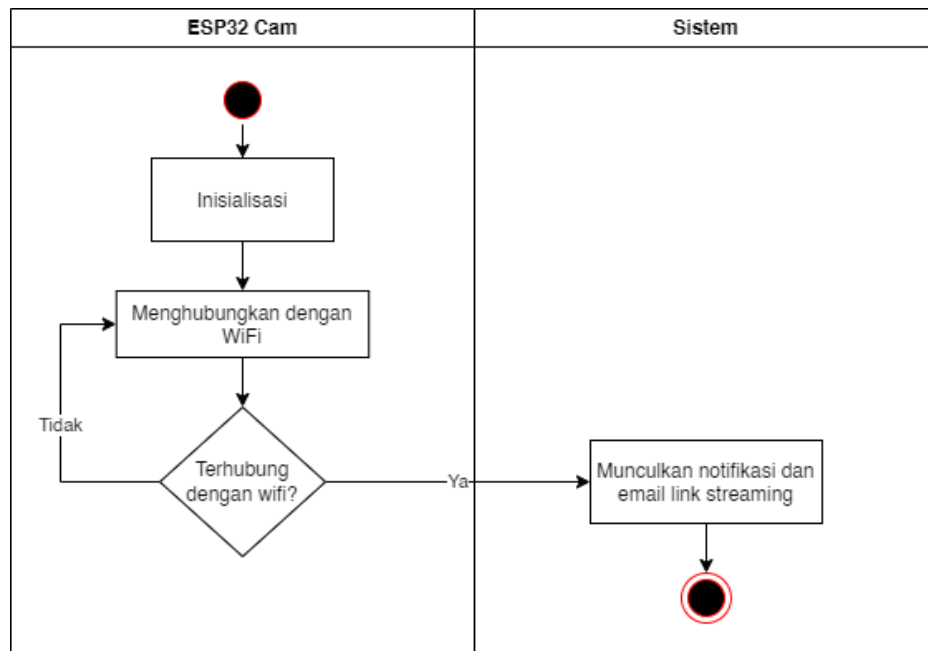 ESP32 Cam
Sistem
Inisialisasi
Menghubungkan dengan
WiFi
Tidak
Terhubung
dengan wifi?
Ya
Munculkan notifikasi dan
email link streaming